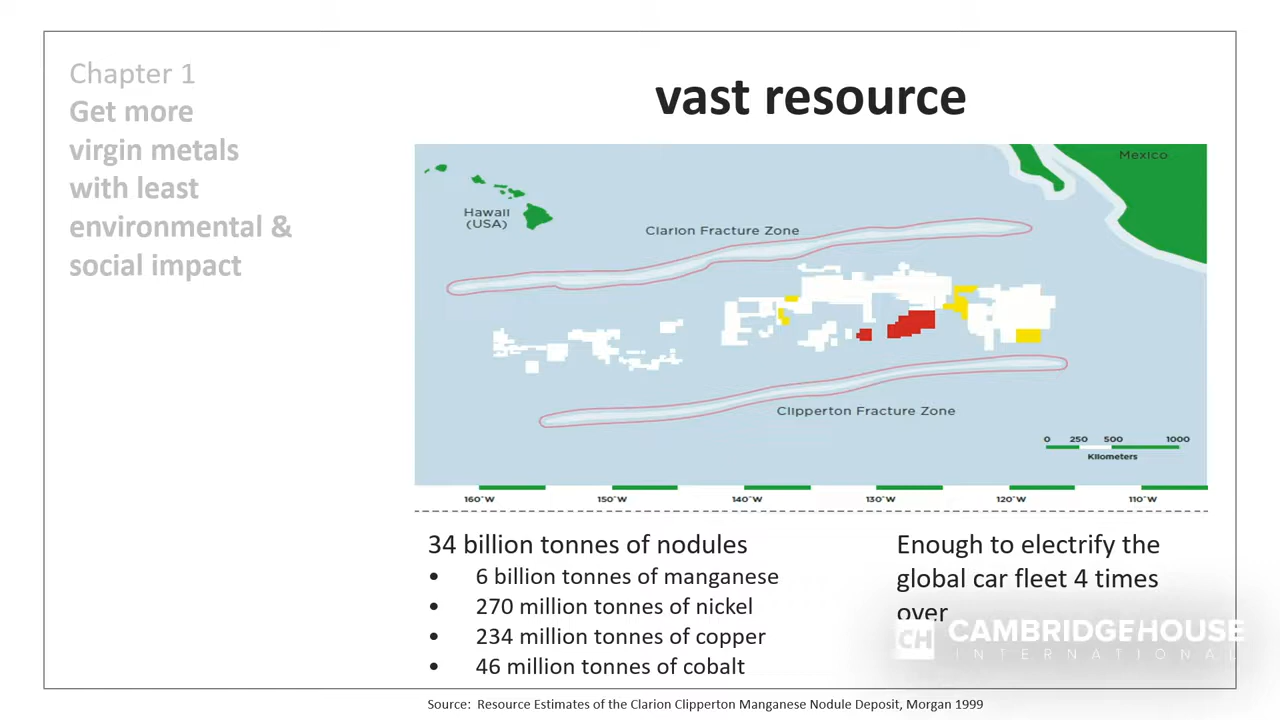 Chapter 1
Get more
virgin metals
with least
environmental &
social impact
vast resource
Mexico
Hawaii
(USA)
Clarion Fracture Zone
Clipperton Fracture Zone
0 250 500 1000
Kilometers
160°W 150°W 140°W 130°W 120°W 110°W
34 billion tonnes of nodules
• 6 billion tonnes of manganese
• 270 million tonnes of nickel
• 234 million tonnes of copper
• 46 million tonnes of cobalt
Enough to electrify the
global car fleet 4 times
over
CH CAMBRIDGEHOUSE
INTERNATIONAL
Source: Resource Estimates of the Clarion Clipperton Manganese Nodule Deposit, Morgan 1999